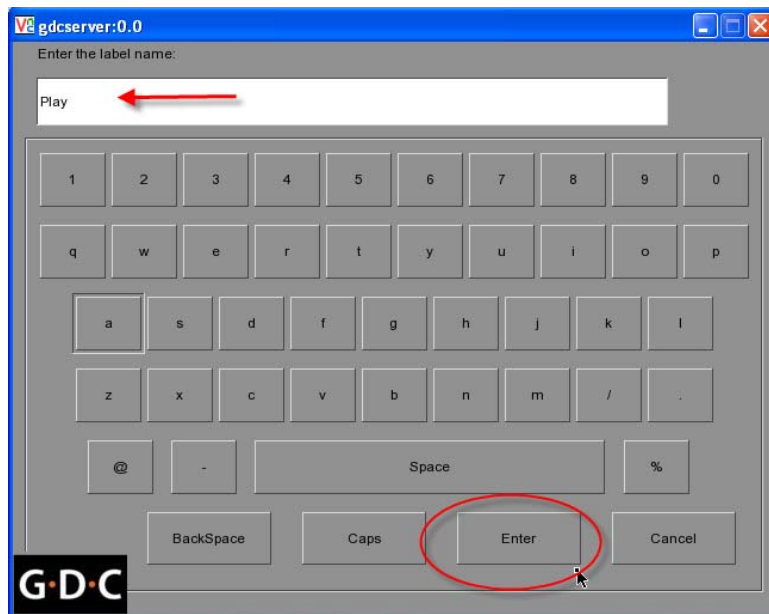 gdcserver:0.0
Enter the label name:
Play
1 2 3 4 5 6 7 8 9 0
q w e r t y u i o p
a s d f g h j k l
z x c v b n m / .
@ - Space %
BackSpace Caps Enter Cancel
G·D·C